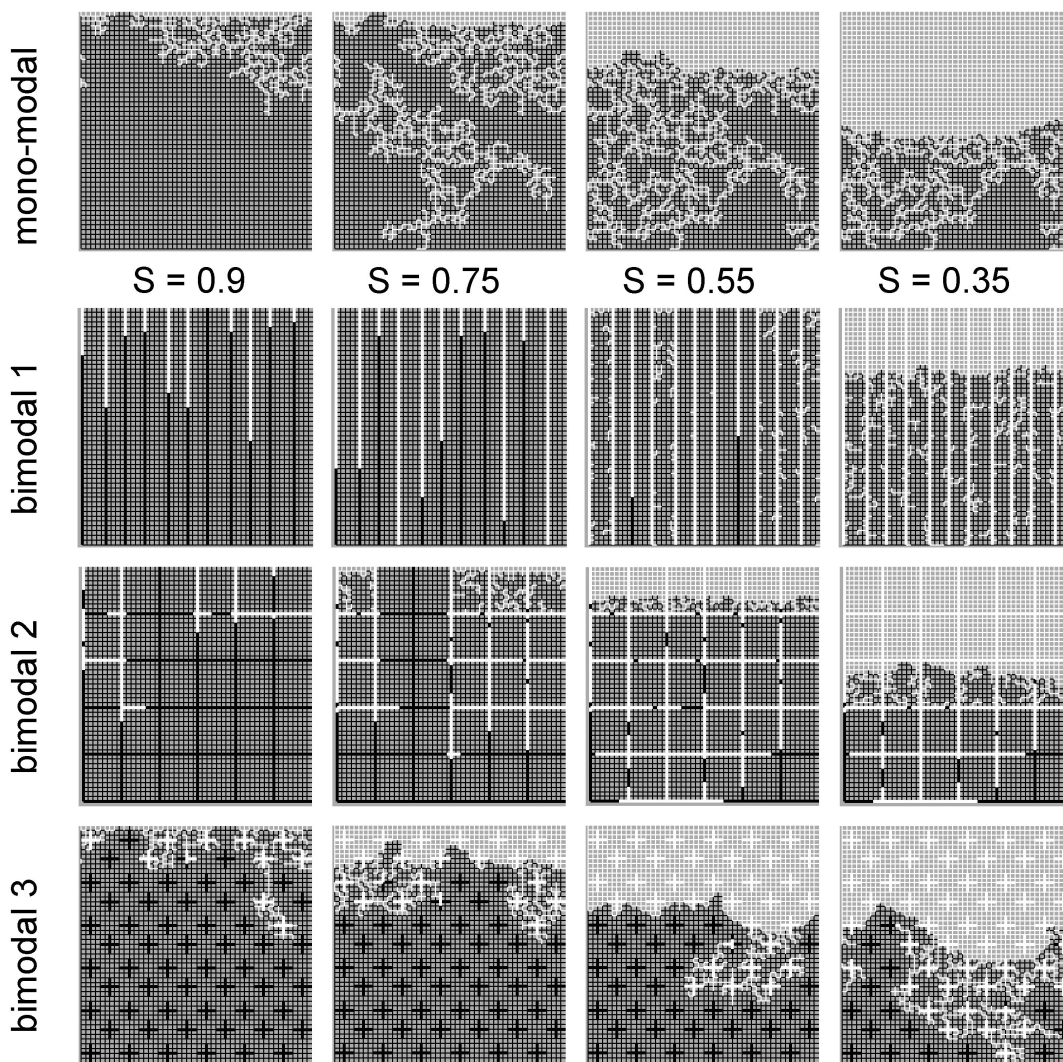 mono-modal
S = 0.9
S = 0.75
S = 0.55
S = 0.35
bimodal 1
bimodal 2
bimodal 3